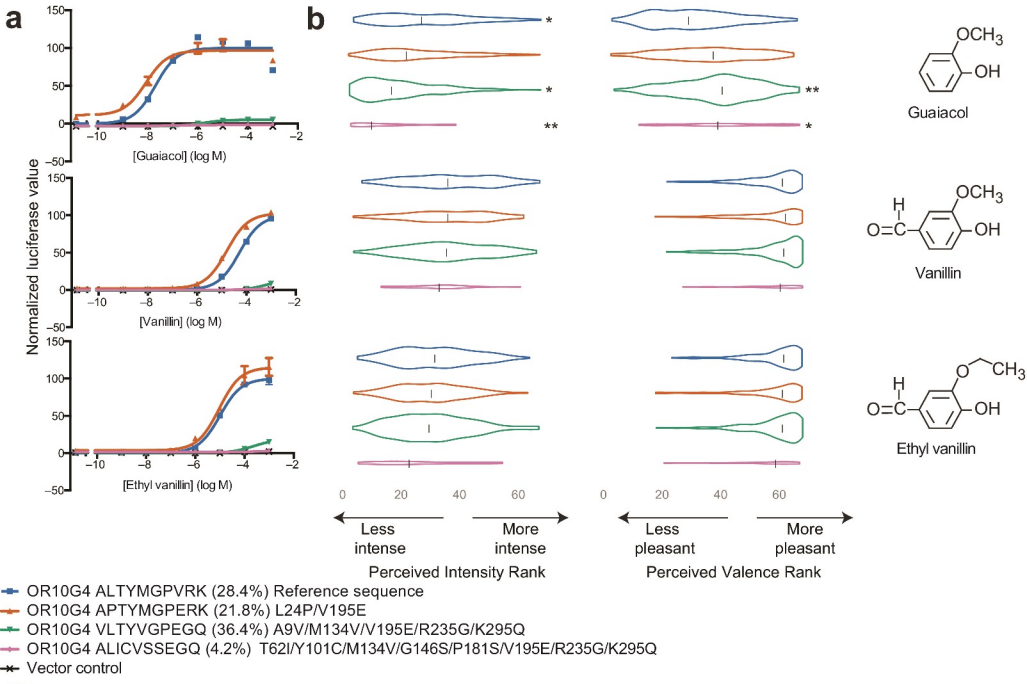 a
b
Normalized luciferase value
150
100
50
0
−50
−10
−8
−6
−4
−2
[Guaiacol] (log M)
*
*
**
**
*
OCH3
OH
Guaiacol
150
100
50
0
−50
−10
−8
−6
−4
−2
[Vanillin] (log M)
H
O
C
OCH3
OH
Vanillin
150
100
50
0
−50
−10
−8
−6
−4
−2
[Ethyl vanillin] (log M)
H
O
C
O
CH3
OH
Ethyl vanillin
0 20 40 60
0 20 40 60
Less intense
More intense
Less pleasant
More pleasant
Perceived Intensity Rank
Perceived Valence Rank
OR10G4 ALTYMGPVRK (28.4%) Reference sequence
OR10G4 APTYMGPERK (21.8%) L24P/V195E
OR10G4 VLTYVGPEGQ (36.4%) A9V/M134V/V195E/R235G/K295Q
OR10G4 ALICVSSEGQ (4.2%) T62I/Y101C/M134V/G146S/P181S/V195E/R235G/K295Q
Vector control